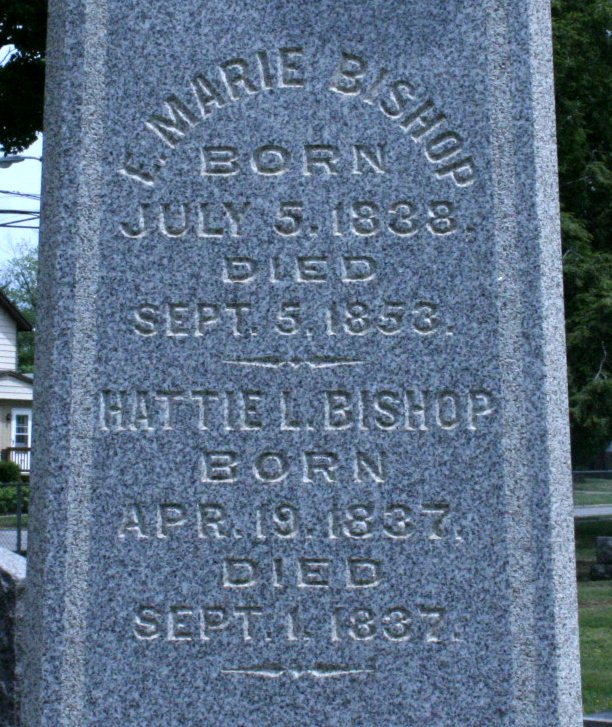 E. MARIE BISHOP
BORN
JULY 5. 1838.
DIED
SEPT. 5. 1853.
HATTIE L. BISHOP
BORN
APR. 19. 1837.
DIED
SEPT. 1. 1837.